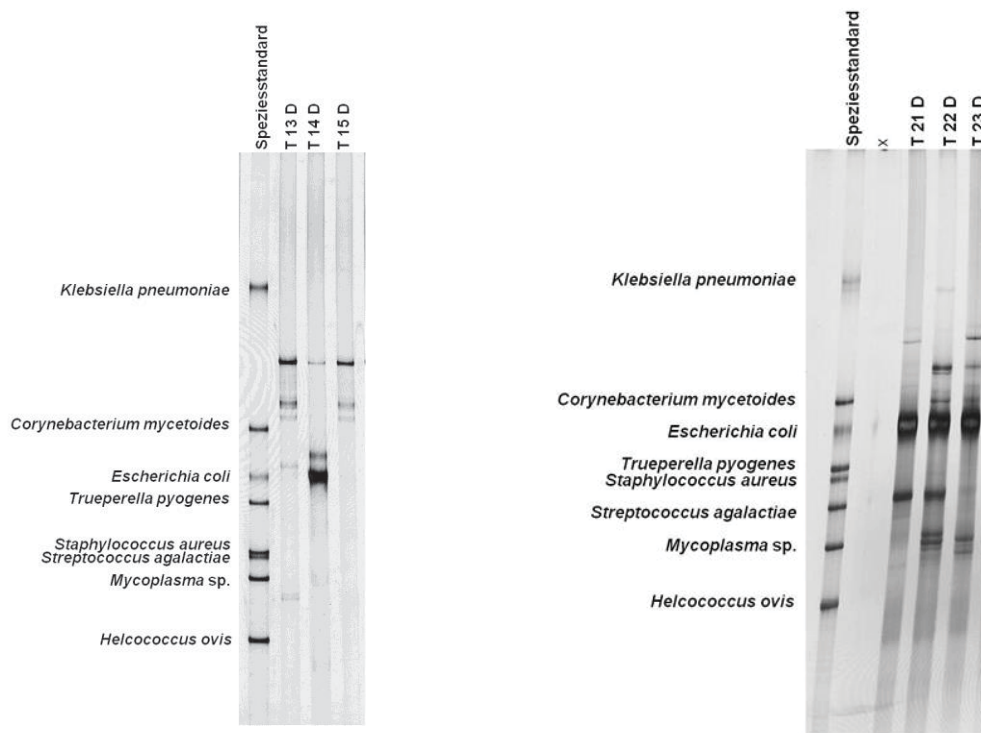 Speziesstandard
T 13 D
T 14 D
T 15 D
Klebsiella pneumoniae
Corynebacterium mycetoides
Escherichia coli
Trueperella pyogenes
Staphylococcus aureus
Streptococcus agalactiae
Mycoplasma sp.
Helcococcus ovis
Speziesstandard
X
T 21 D
T 22 D
T 23 D
Klebsiella pneumoniae
Corynebacterium mycetoides
Escherichia coli
Trueperella pyogenes
Staphylococcus aureus
Streptococcus agalactiae
Mycoplasma sp.
Helcococcus ovis